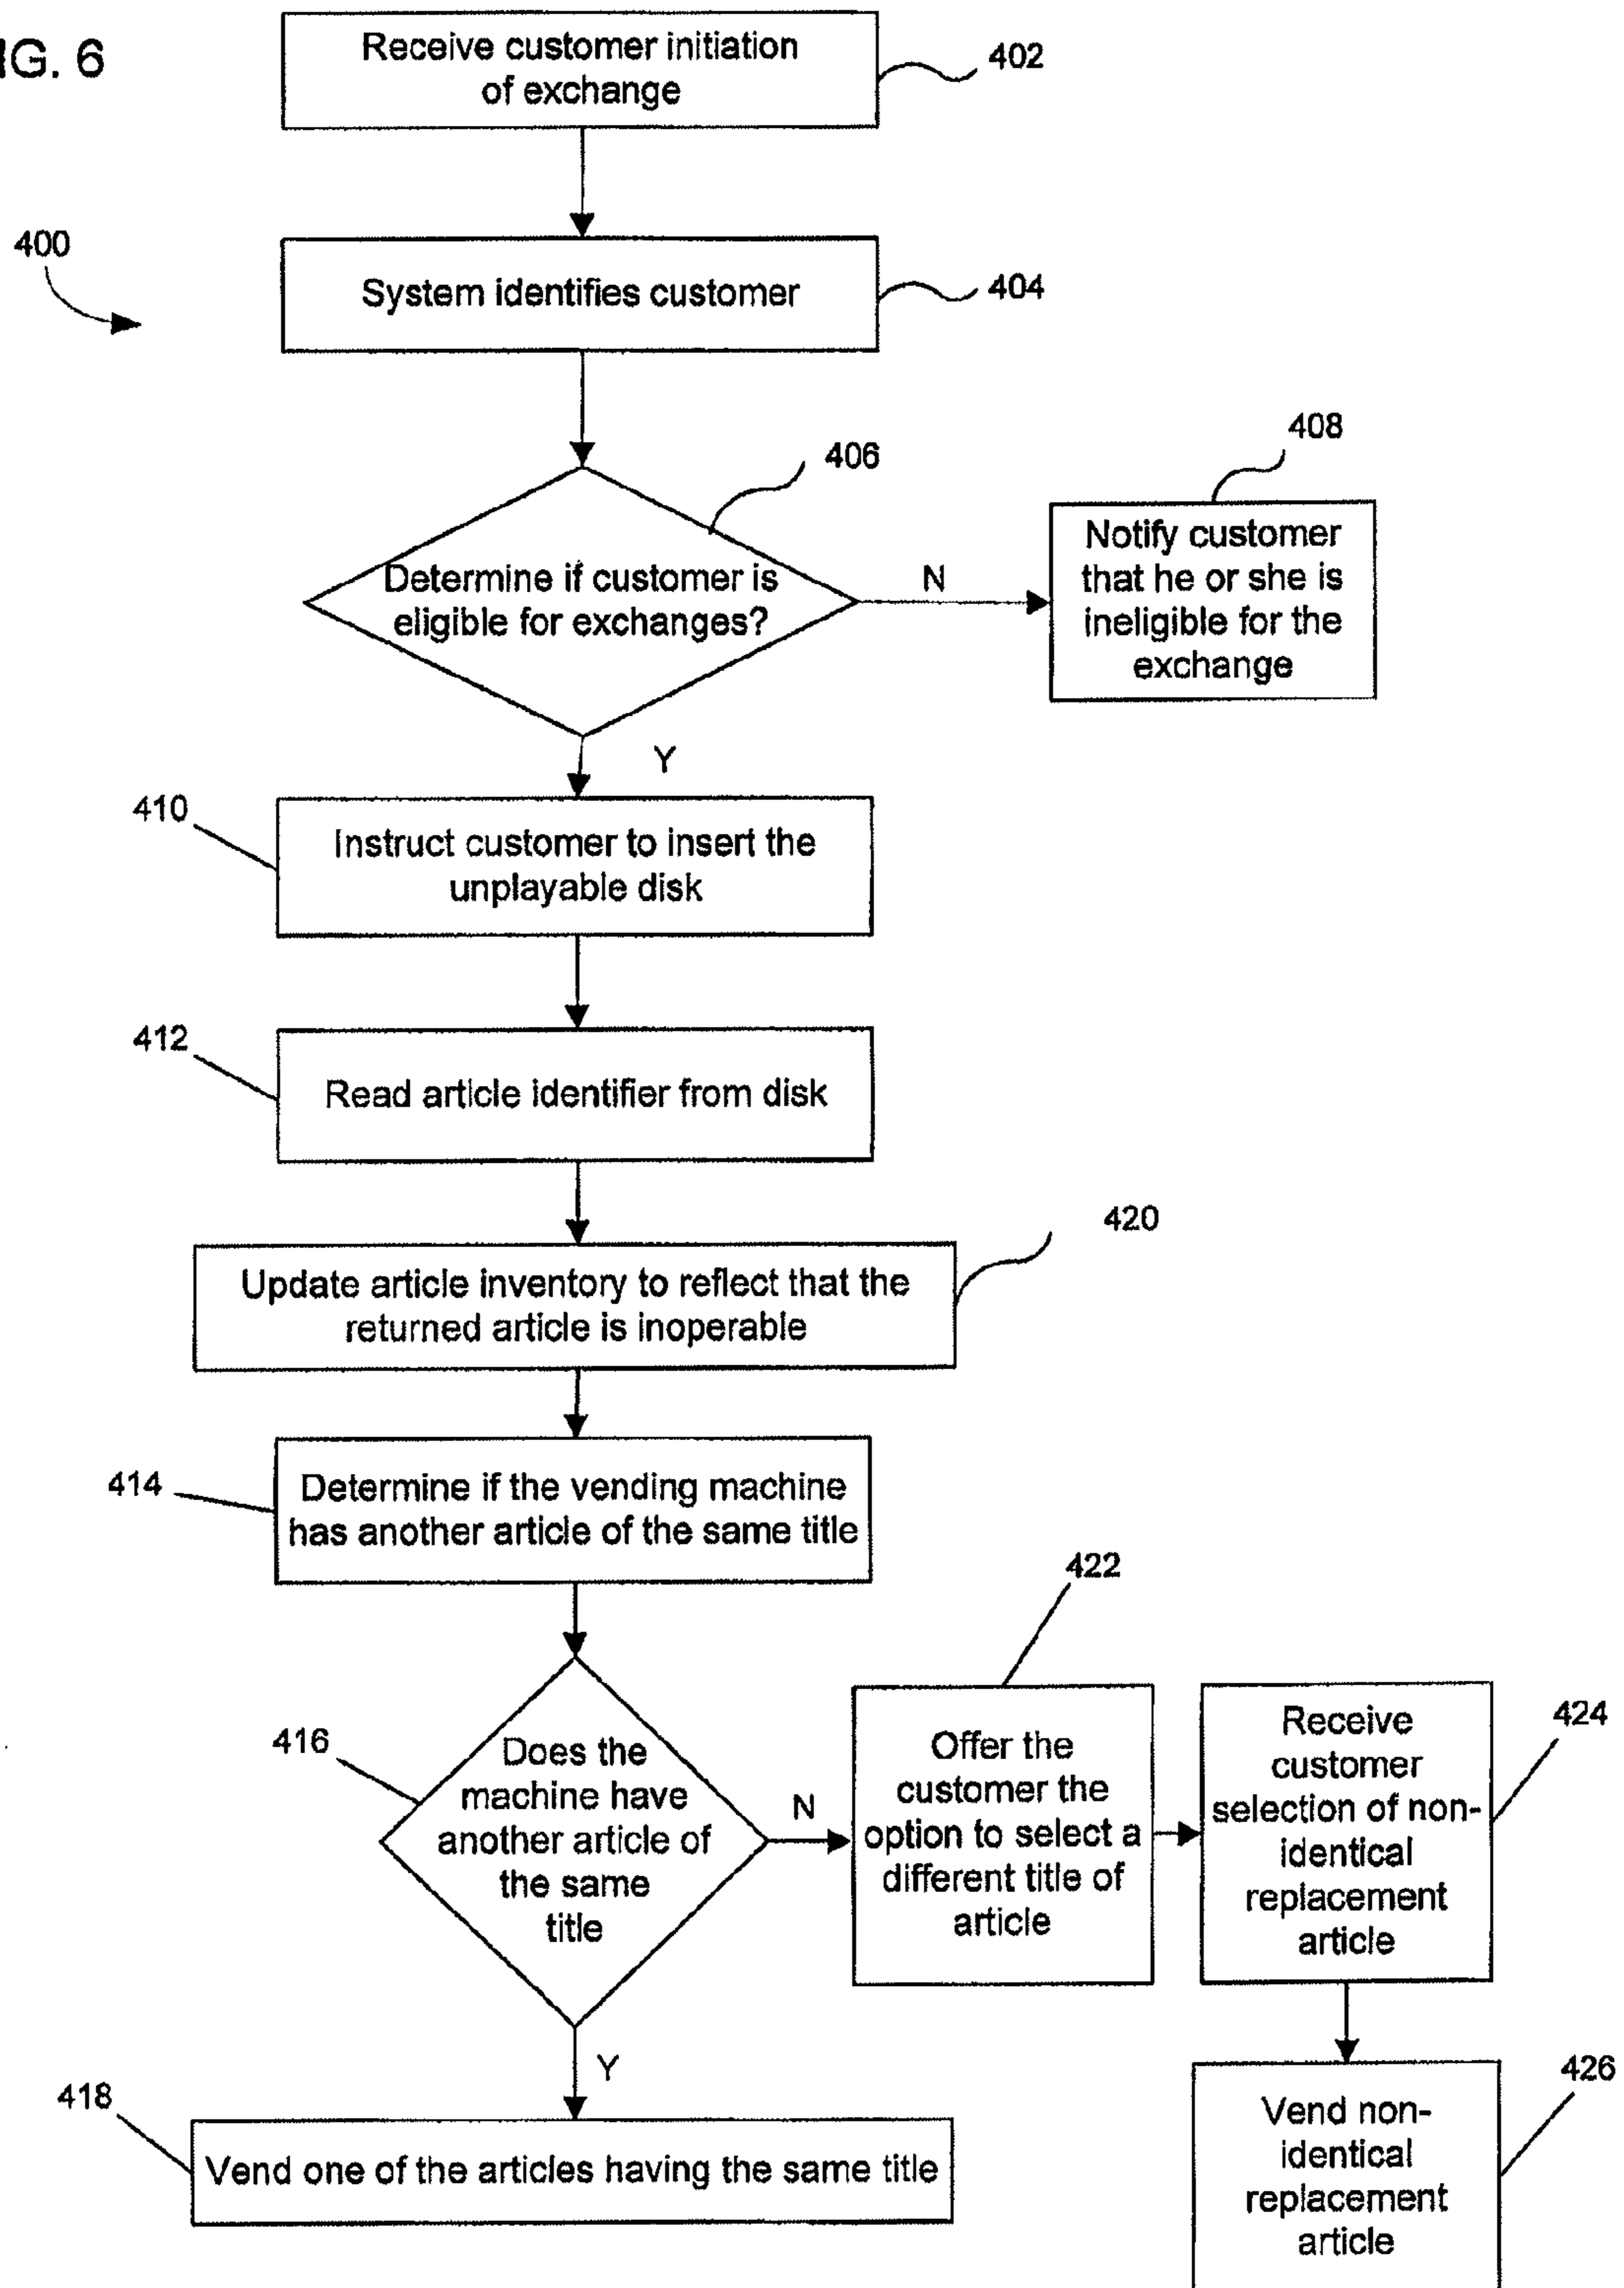 IG. 6
Receive customer initiation
of exchange
402
400
System identifies customer
404
406
408
Determine if customer is
eligible for exchanges?
N
Notify customer
that he or she is
ineligible for the
exchange
Y
410
Instruct customer to insert the
unplayable disk
412
Read article identifier from disk
420
Update article inventory to reflect that the
returned article is inoperable
414
Determine if the vending machine
has another article of the same title
422
416
Does the
machine have
another article of
the same
title
N
Offer the
customer the
option to select a
different title of
article
Receive
customer
selection of non-
identical
replacement
article
424
Y
418
Vend one of the articles having the same title
Vend non-
identical
replacement
article
426